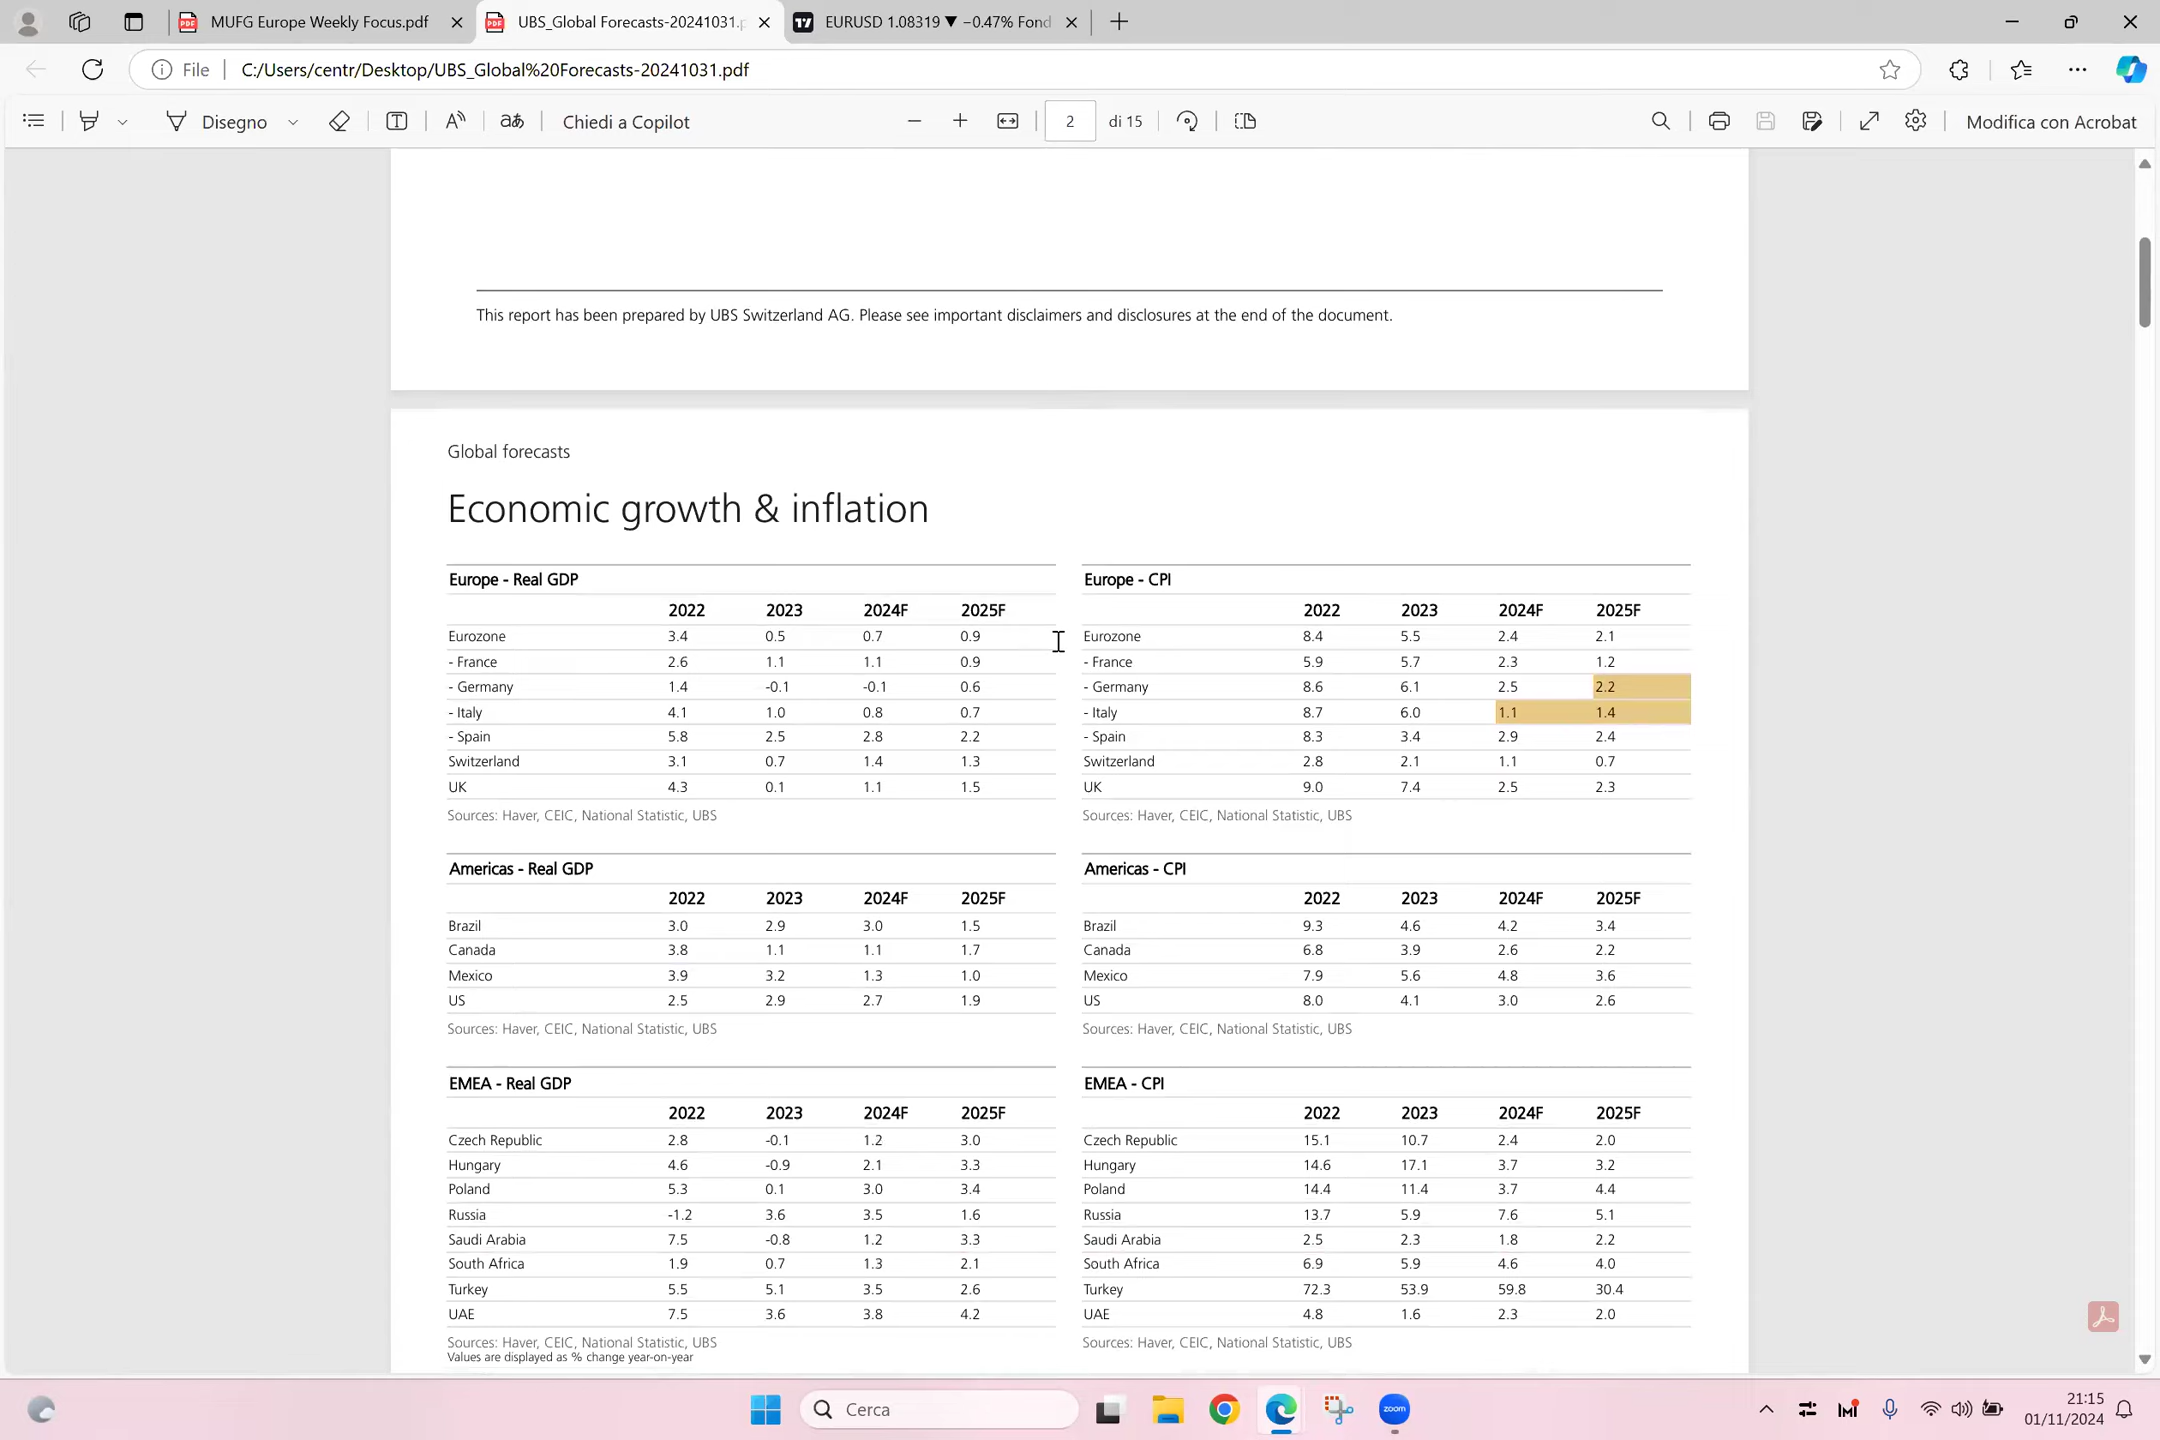 MUFG Europe Weekly Focus.pdf
UBS_Global Forecasts-20241031.p
EURUSD 1.08319 ▼ −0.47% Fond
File
C:/Users/centr/Desktop/UBS_Global%20Forecasts-20241031.pdf
Disegno
Chiedi a Copilot
2 di 15
Modifica con Acrobat
This report has been prepared by UBS Switzerland AG. Please see important disclaimers and disclosures at the end of the document.
Global forecasts
Economic growth & inflation
Europe - Real GDP
2022 2023 2024F 2025F
Eurozone 3.4 0.5 0.7 0.9
- France 2.6 1.1 1.1 0.9
- Germany 1.4 -0.1 -0.1 0.6
- Italy 4.1 1.0 0.8 0.7
- Spain 5.8 2.5 2.8 2.2
Switzerland 3.1 0.7 1.4 1.3
UK 4.3 0.1 1.1 1.5
Sources: Haver, CEIC, National Statistic, UBS
Europe - CPI
2022 2023 2024F 2025F
Eurozone 8.4 5.5 2.4 2.1
- France 5.9 5.7 2.3 1.2
- Germany 8.6 6.1 2.5 2.2
- Italy 8.7 6.0 1.1 1.4
- Spain 8.3 3.4 2.9 2.4
Switzerland 2.8 2.1 1.1 0.7
UK 9.0 7.4 2.5 2.3
Sources: Haver, CEIC, National Statistic, UBS
Americas - Real GDP
2022 2023 2024F 2025F
Brazil 3.0 2.9 3.0 1.5
Canada 3.8 1.1 1.1 1.7
Mexico 3.9 3.2 1.3 1.0
US 2.5 2.9 2.7 1.9
Sources: Haver, CEIC, National Statistic, UBS
Americas - CPI
2022 2023 2024F 2025F
Brazil 9.3 4.6 4.2 3.4
Canada 6.8 3.9 2.6 2.2
Mexico 7.9 5.6 4.8 3.6
US 8.0 4.1 3.0 2.6
Sources: Haver, CEIC, National Statistic, UBS
EMEA - Real GDP
2022 2023 2024F 2025F
Czech Republic 2.8 -0.1 1.2 3.0
Hungary 4.6 -0.9 2.1 3.3
Poland 5.3 0.1 3.0 3.4
Russia -1.2 3.6 3.5 1.6
Saudi Arabia 7.5 -0.8 1.2 3.3
South Africa 1.9 0.7 1.3 2.1
Turkey 5.5 5.1 3.5 2.6
UAE 7.5 3.6 3.8 4.2
Sources: Haver, CEIC, National Statistic, UBS
Values are displayed as % change year-on-year
EMEA - CPI
2022 2023 2024F 2025F
Czech Republic 15.1 10.7 2.4 2.0
Hungary 14.6 17.1 3.7 3.2
Poland 14.4 11.4 3.7 4.4
Russia 13.7 5.9 7.6 5.1
Saudi Arabia 2.5 2.3 1.8 2.2
South Africa 6.9 5.9 4.6 4.0
Turkey 72.3 53.9 59.8 30.4
UAE 4.8 1.6 2.3 2.0
Sources: Haver, CEIC, National Statistic, UBS
Cerca
zoom
21:15
01/11/2024